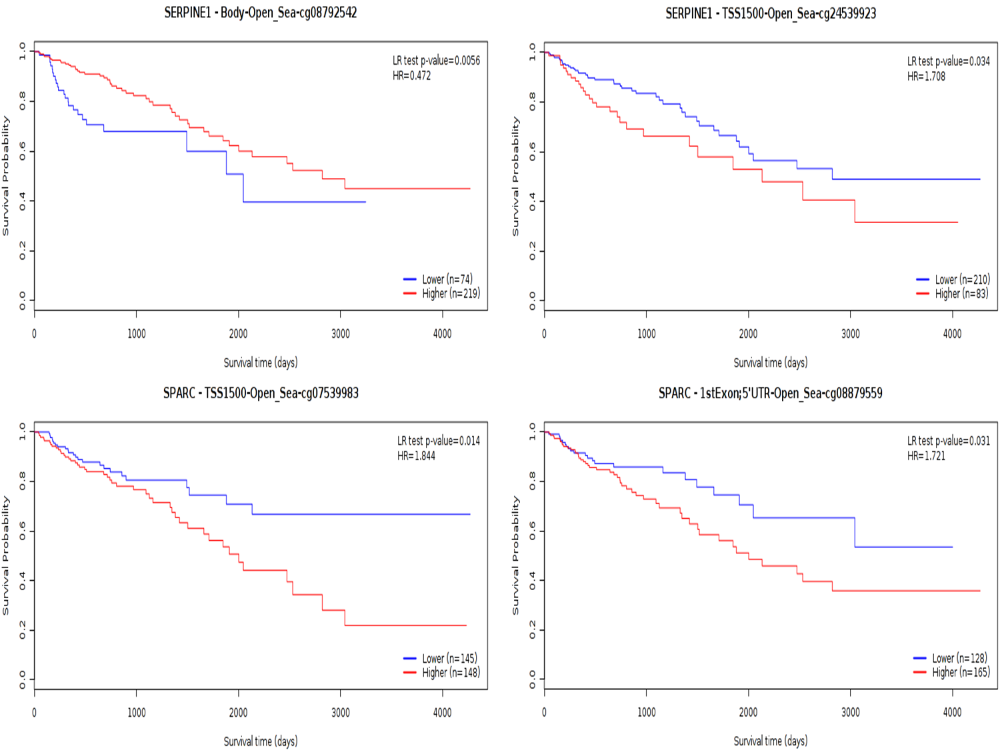 SERPINE1 - Body-Open_Sea-cg08792542
LR test p-value=0.0056
HR=0.472
Survival Probability
1.0
0.8
0.6
0.4
0.2
0.0
Lower (n=74)
Higher (n=219)
0 1000 2000 3000 4000
Survival time (days)
SERPINE1 - TSS1500-Open_Sea-cg24539923
LR test p-value=0.034
HR=1.708
Survival Probability
1.0
0.8
0.6
0.4
0.2
0.0
Lower (n=210)
Higher (n=83)
0 1000 2000 3000 4000
Survival time (days)
SPARC - TSS1500-Open_Sea-cg07539983
LR test p-value=0.014
HR=1.844
Survival Probability
1.0
0.8
0.6
0.4
0.2
0.0
Lower (n=145)
Higher (n=148)
0 1000 2000 3000 4000
Survival time (days)
SPARC - 1stExon;5'UTR-Open_Sea-cg08879559
LR test p-value=0.031
HR=1.721
Survival Probability
1.0
0.8
0.6
0.4
0.2
0.0
Lower (n=128)
Higher (n=165)
0 1000 2000 3000 4000
Survival time (days)